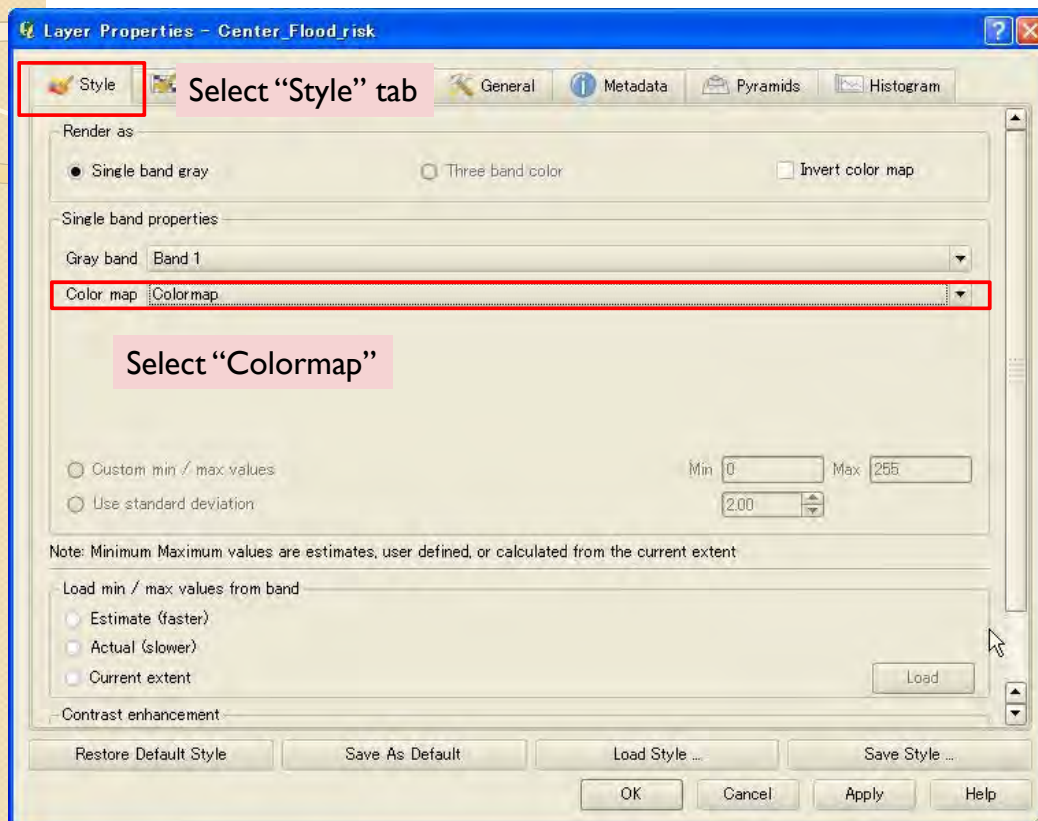 Layer Properties - Center_Flood_risk
Style
Select “Style” tab
General
Metadata
Pyramids
Histogram
Render as
Single band gray
Three band color
Invert color map
Single band properties
Gray band Band 1
Color map Colormap
Select “Colormap”
Custom min / max values
Min 0
Max 255
Use standard deviation
2.00
Note: Minimum Maximum values are estimates, user defined, or calculated from the current extent
Load min / max values from band
Estimate (faster)
Actual (slower)
Current extent
Load
Contrast enhancement
Restore Default Style
Save As Default
Load Style ...
Save Style ...
OK
Cancel
Apply
Help